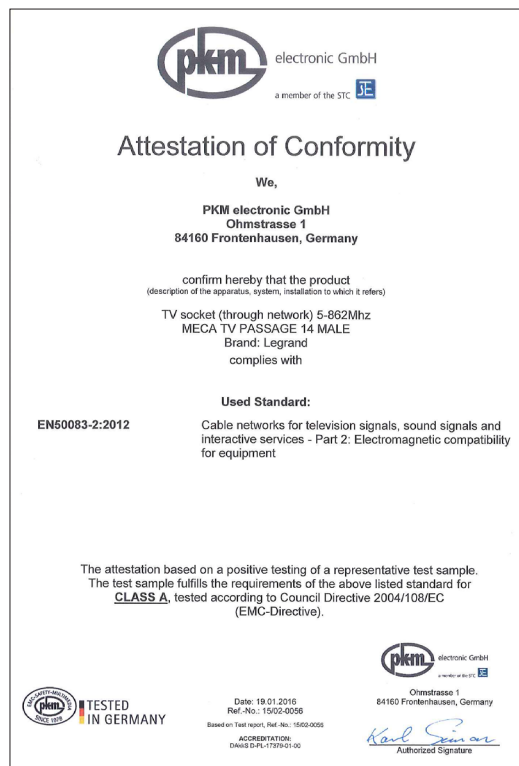 pkm electronic GmbH
a member of the STC
Attestation of Conformity
We,
PKM electronic GmbH
Ohmstrasse 1
84160 Frontenhausen, Germany
confirm hereby that the product
(description of the apparatus, system, installation to which it refers)
TV socket (through network) 5-862Mhz
MECA TV PASSAGE 14 MALE
Brand: Legrand
complies with
Used Standard:
EN50083-2:2012 Cable networks for television signals, sound signals and
interactive services - Part 2: Electromagnetic compatibility
for equipment
The attestation based on a positive testing of a representative test sample.
The test sample fulfills the requirements of the above listed standard for
CLASS A, tested according to Council Directive 2004/108/EC
(EMC-Directive).
EMC-SAFETY-MULTIMEDIA
pkm
SINCE 1978
TESTED
IN GERMANY
Date: 19.01.2016
Ref.-No.: 15/02-0056
Based on Test report, Ref.-No.: 15/02-0056
ACCREDITATION:
DAkkS D-PL-17379-01-00
pkm electronic GmbH
a member of the STC
Ohmstrasse 1
84160 Frontenhausen, Germany
Karl
Authorized Signature